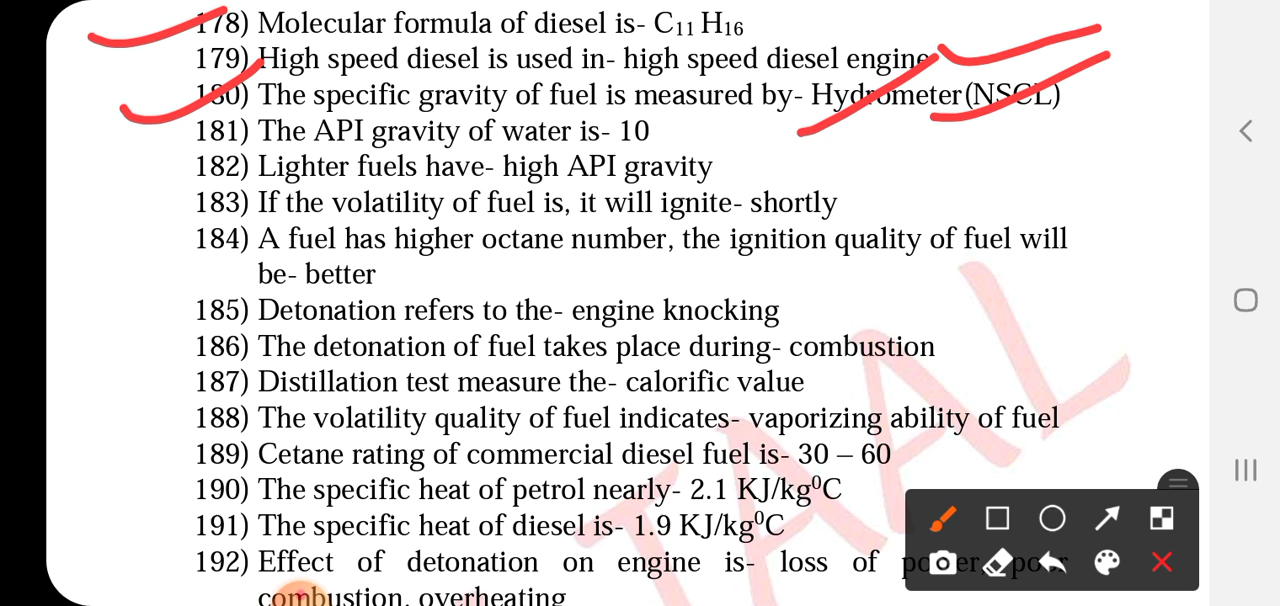 178) Molecular formula of diesel is- C₁₁ H₁₆
179) High speed diesel is used in- high speed diesel engine
180) The specific gravity of fuel is measured by- Hydrometer(NSCL)
181) The API gravity of water is- 10
182) Lighter fuels have- high API gravity
183) If the volatility of fuel is, it will ignite- shortly
184) A fuel has higher octane number, the ignition quality of fuel will
be- better
185) Detonation refers to the- engine knocking
186) The detonation of fuel takes place during- combustion
187) Distillation test measure the- calorific value
188) The volatility quality of fuel indicates- vaporizing ability of fuel
189) Cetane rating of commercial diesel fuel is- 30 – 60
190) The specific heat of petrol nearly- 2.1 KJ/kg⁰C
191) The specific heat of diesel is- 1.9 KJ/kg⁰C
192) Effect of detonation on engine is- loss of power, poor
combustion, overheating
TAAL